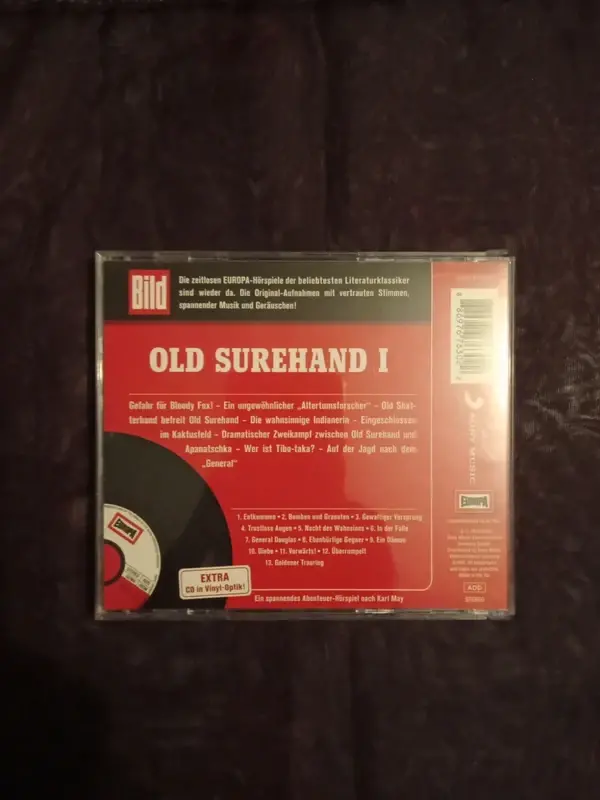 Bild
Die zeitlosen EUROPA-Hörspiele der beliebtesten Literaturklassiker
sind wieder da. Die Original-Aufnahmen mit vertrauten Stimmen,
spannender Musik und Geräuschen!
OLD SUREHAND I
Gefahr für Bloody Fox! – Ein ungewöhnlicher „Altertumsforscher“ – Old Shat-
terhand befreit Old Surehand – Die wahnsinnige Indianerin – Eingeschlossen
im Kaktusfeld – Dramatischer Zweikampf zwischen Old Surehand und
Apanatschka – Wer ist Tibo-taka? – Auf der Jagd nach dem
„General“
1. Entkommen • 2. Bomben und Granaten • 3. Gewaltiger Vorsprung
4. Trostlose Augen • 5. Nacht des Wahnsinns • 6. In der Falle
7. General Douglas • 8. Ebenbürtige Gegner • 9. Ein Dämon
10. Diebe • 11. Vorwärts! • 12. Überrumpelt
13. Goldener Trauring
EUROPA
EXTRA
CD in Vinyl-Optik!
Ein spannendes Abenteuer-Hörspiel nach Karl May
SONY MUSIC
EUROPA
ADD